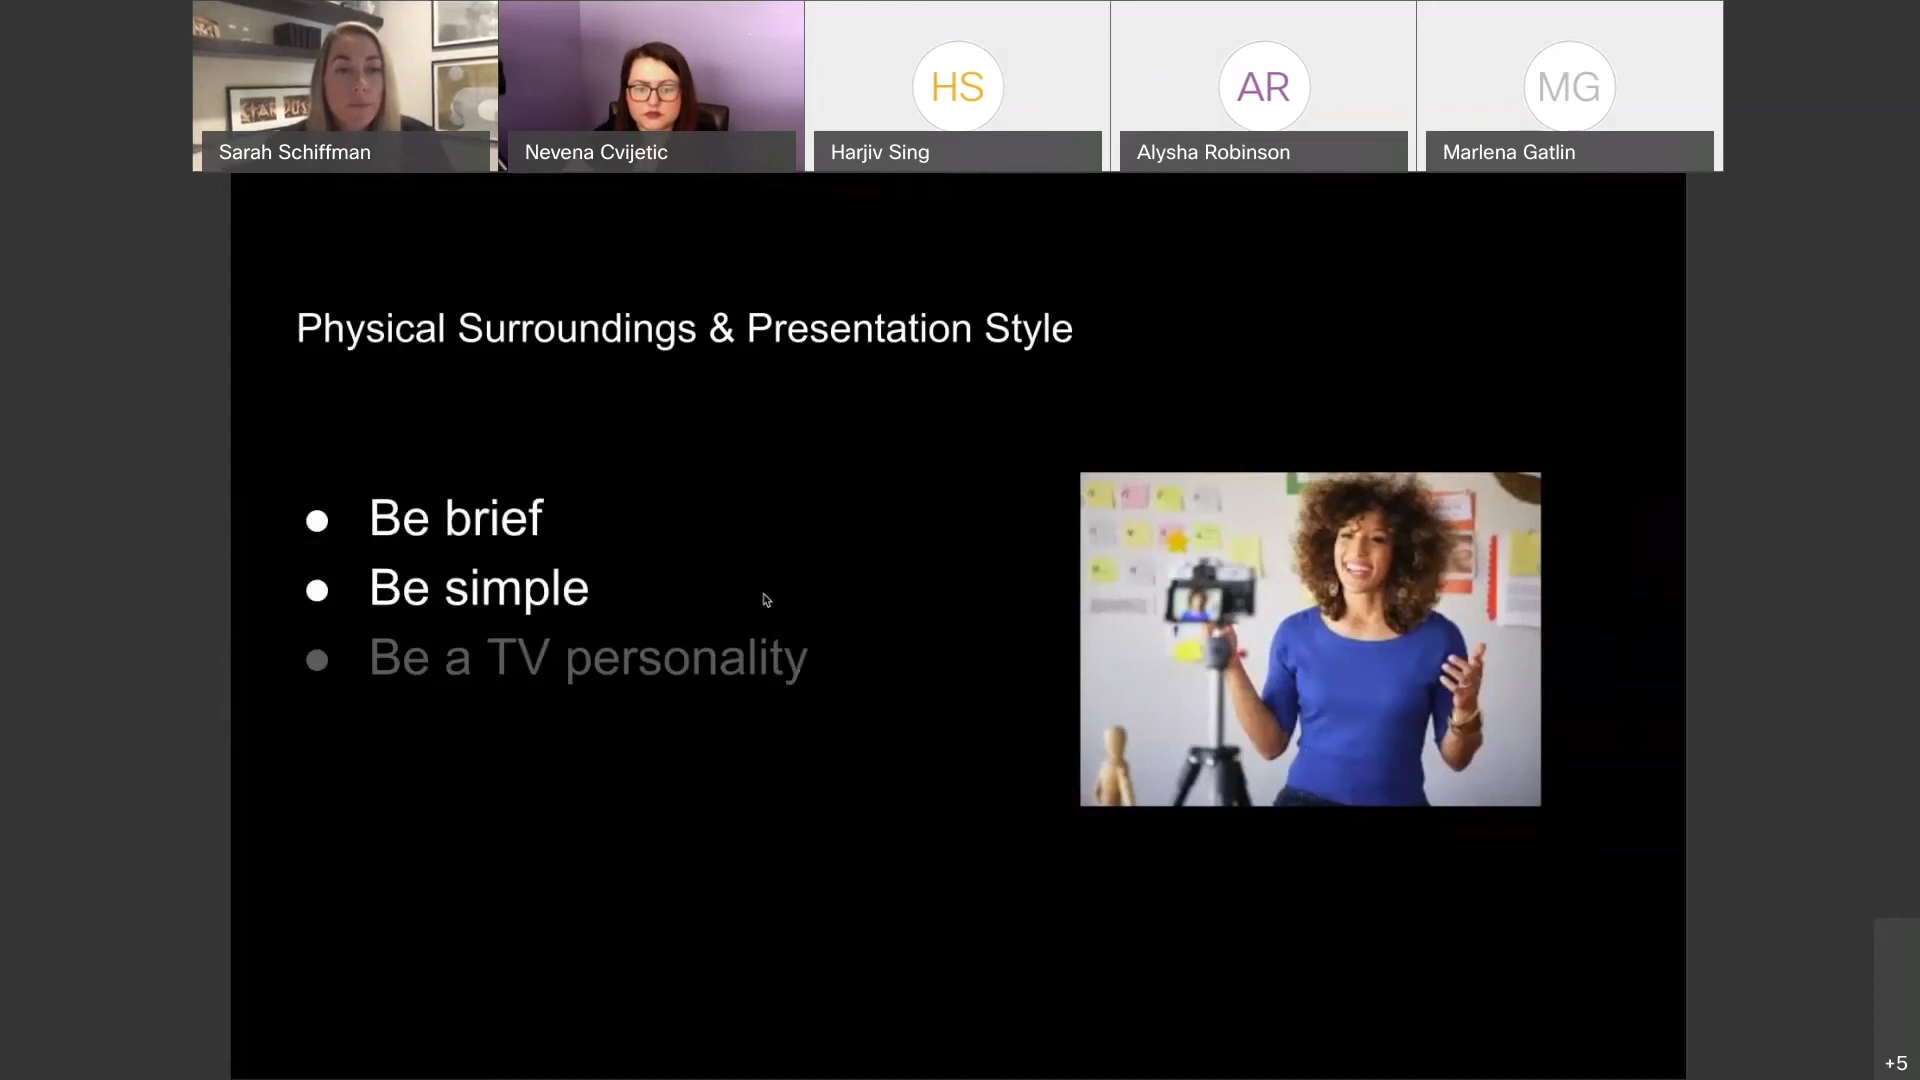 HS
AR
MG
Sarah Schiffman
Nevena Cvijetic
Harjiv Sing
Alysha Robinson
Marlena Gatlin
Physical Surroundings & Presentation Style
Be brief
Be simple
Be a TV personality
+5